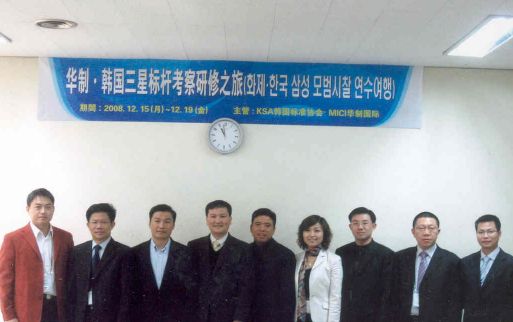 华制·韩国三星标杆考察研修之旅(화제·한국 삼성 모범시찰 연수여행)
期間 : 2008. 12. 15(月)~12. 19(金) 主管 : KSA韩国标准协会 · MICI华制国际